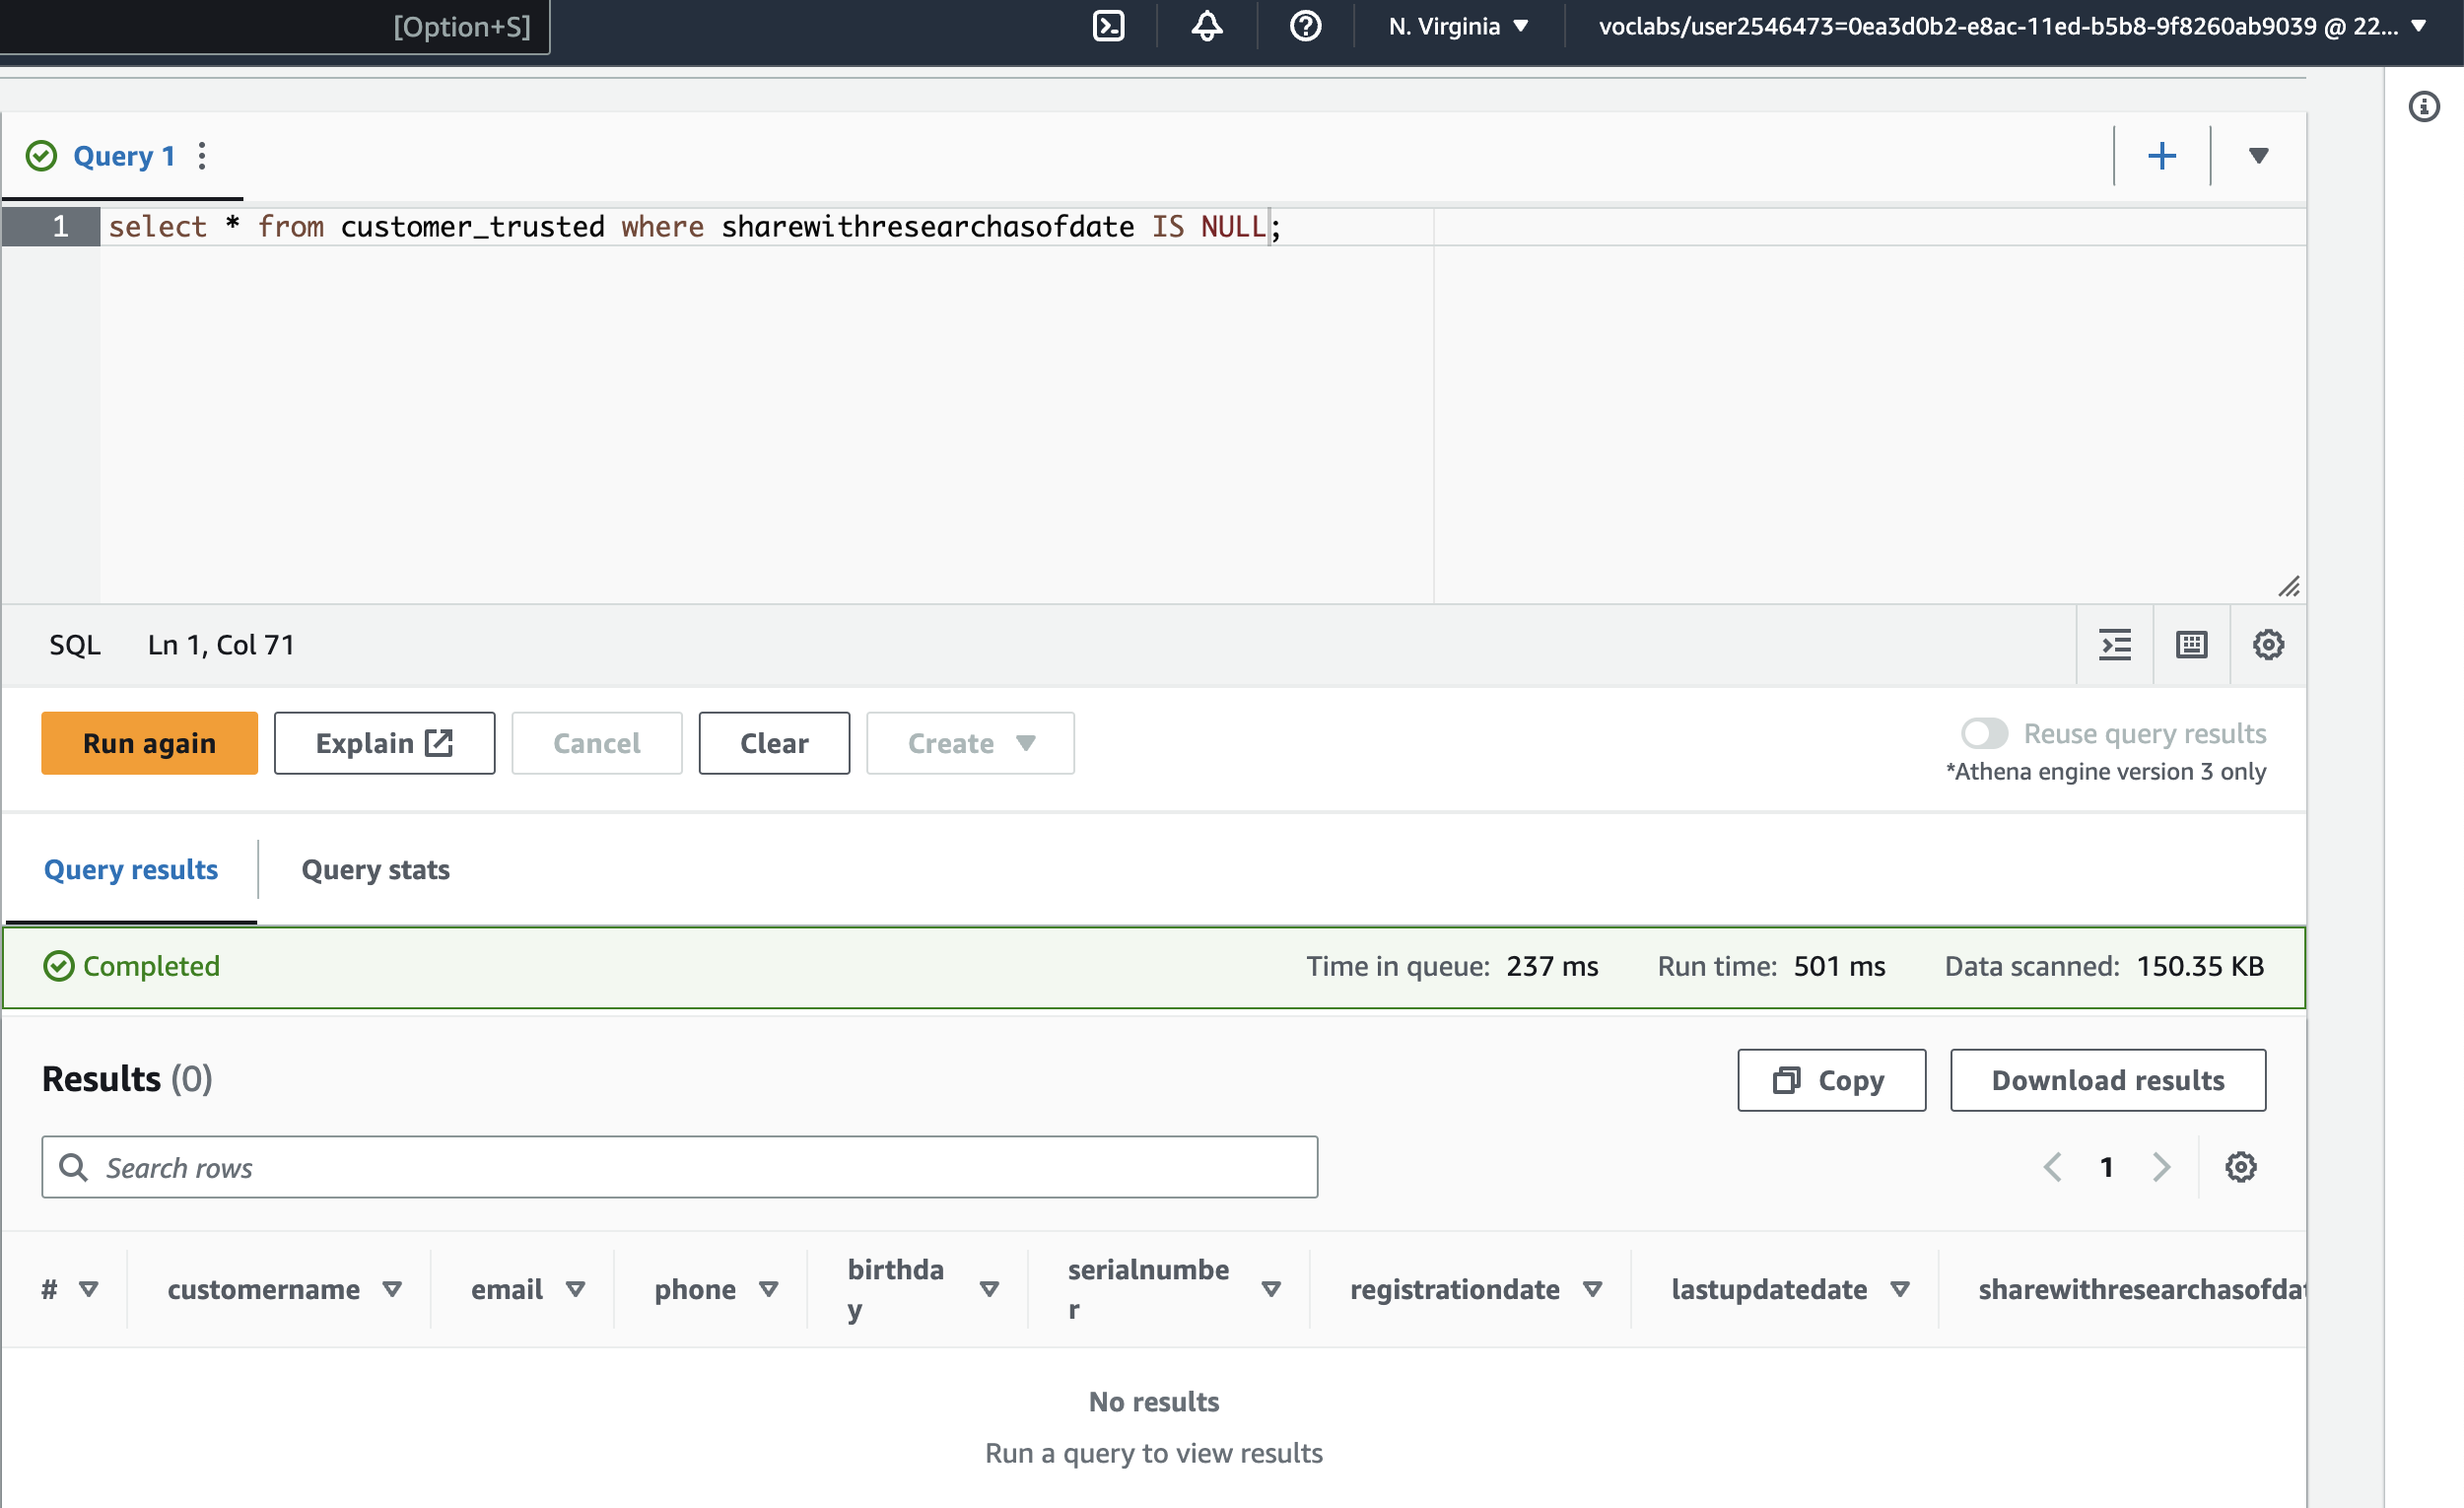 [Option+S]
N. Virginia
voclabs/user2546473=0ea3d0b2-e8ac-11ed-b5b8-9f8260ab9039 @ 22...
Query 1
1
select * from customer_trusted where sharewithresearchasofdate IS NULL;
SQL
Ln 1, Col 71
Run again
Explain
Cancel
Clear
Create
Reuse query results
*Athena engine version 3 only
Query results
Query stats
Completed
Time in queue: 237 ms
Run time: 501 ms
Data scanned: 150.35 KB
Results (0)
Copy
Download results
Search rows
1
#
customername
email
phone
birthda
y
serialnumbe
r
registrationdate
lastupdatedate
sharewithresearchasofdat
No results
Run a query to view results